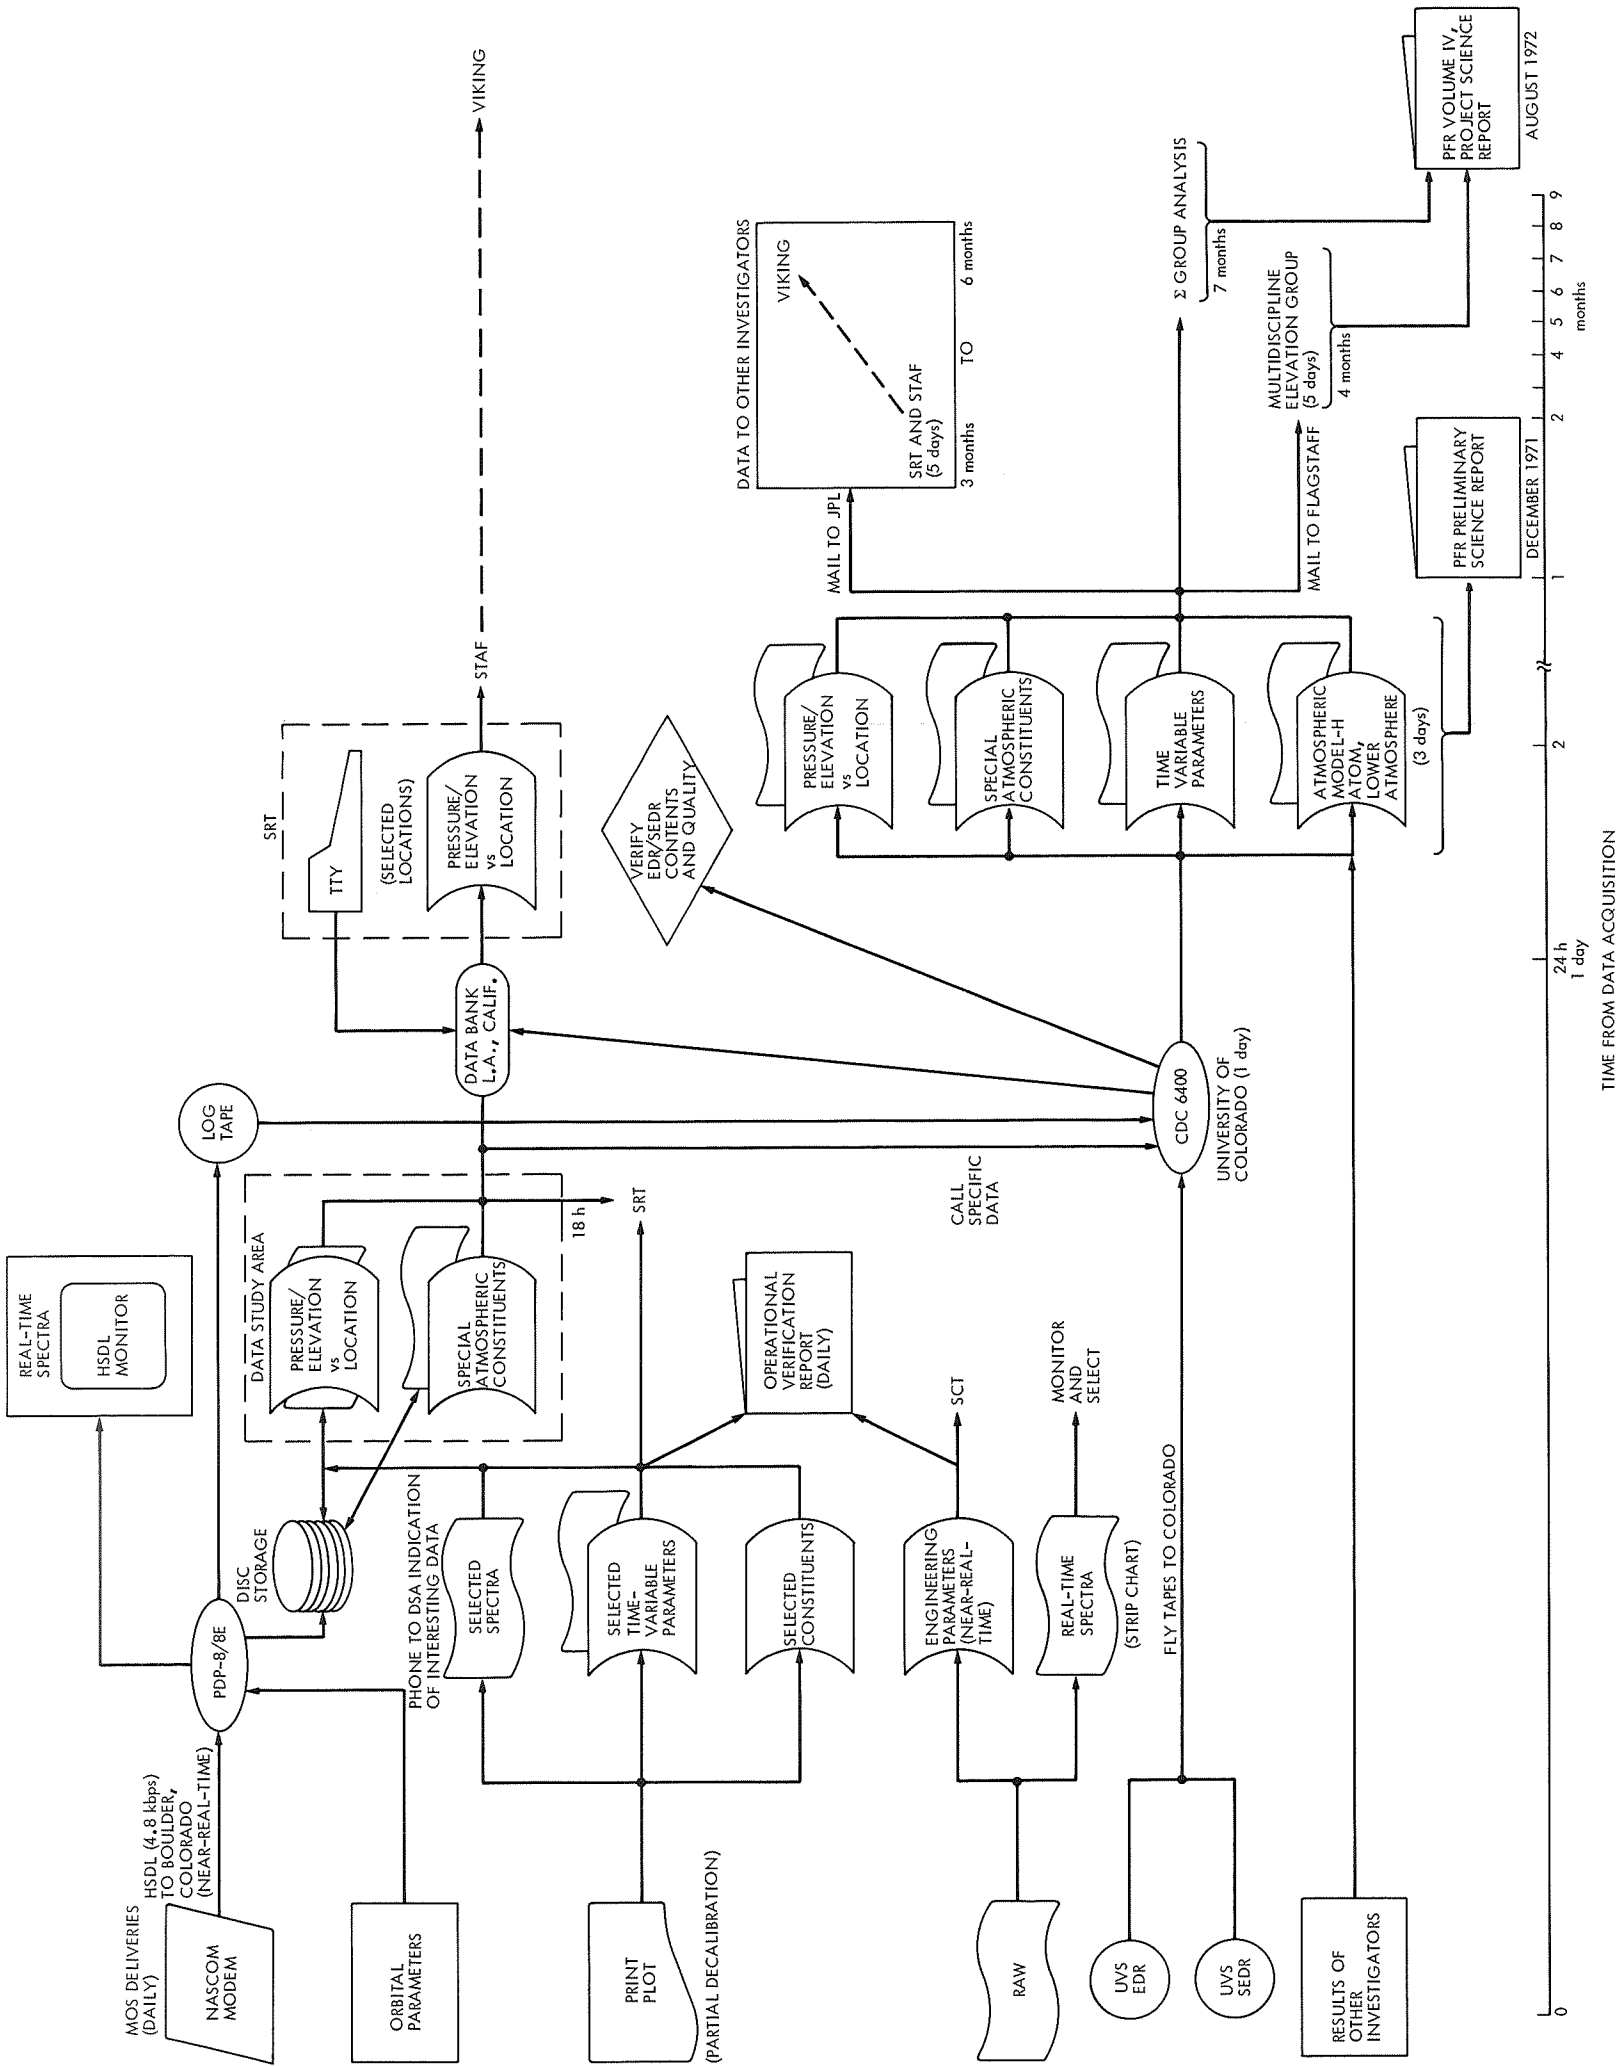 MOS DELIVERIES
(DAILY)
NASCOM
MODEM
HSDL (4.8 kbps)
TO BOULDER,
COLORADO
(NEAR-REAL-TIME)
ORBITAL
PARAMETERS
PRINT
PLOT
(PARTIAL DECALIBRATION)
RAW
UVS
EDR
UVS
SEDR
RESULTS OF
OTHER
INVESTIGATORS
PDP-8/8E
REAL-TIME
SPECTRA
HSDL
MONITOR
DISC
STORAGE
PHONE TO DSA INDICATION
OF INTERESTING DATA
SELECTED
SPECTRA
SELECTED
TIME-
VARIABLE
PARAMETERS
SELECTED
CONSTITUENTS
ENGINEERING
PARAMETERS
(NEAR-REAL-
TIME)
REAL-TIME
SPECTRA
(STRIP CHART)
FLY TAPES TO COLORADO
DATA STUDY AREA
PRESSURE/
ELEVATION
vs
LOCATION
SPECIAL
ATMOSPHERIC
CONSTITUENTS
18 h
SRT
OPERATIONAL
VERIFICATION
REPORT
(DAILY)
SCT
MONITOR
AND
SELECT
LOG
TAPE
CALL
SPECIFIC
DATA
CDC 6400
UNIVERSITY OF
COLORADO (1 day)
DATA BANK
L.A., CALIF.
SRT
TTY
(SELECTED
LOCATIONS)
PRESSURE/
ELEVATION
vs
LOCATION
STAF
VIKING
VERIFY
EDR/SEDR
CONTENTS
AND QUALITY
PRESSURE/
ELEVATION
vs
LOCATION
SPECIAL
ATMOSPHERIC
CONSTITUENTS
TIME
VARIABLE
PARAMETERS
ATMOSPHERIC
MODEL-H
ATOM,
LOWER
ATMOSPHERE
(3 days)
MAIL TO JPL
MAIL TO FLAGSTAFF
DATA TO OTHER INVESTIGATORS
VIKING
SRT AND STAF
(5 days)
3 months TO 6 months
Σ GROUP ANALYSIS
7 months
MULTIDISCIPLINE
ELEVATION GROUP
(5 days)
4 months
PFR PRELIMINARY
SCIENCE REPORT
DECEMBER 1971
PFR VOLUME IV,
PROJECT SCIENCE
REPORT
AUGUST 1972
0 24 h 2 1 2 4 5 6 7 8 9
1 day months
TIME FROM DATA ACQUISITION